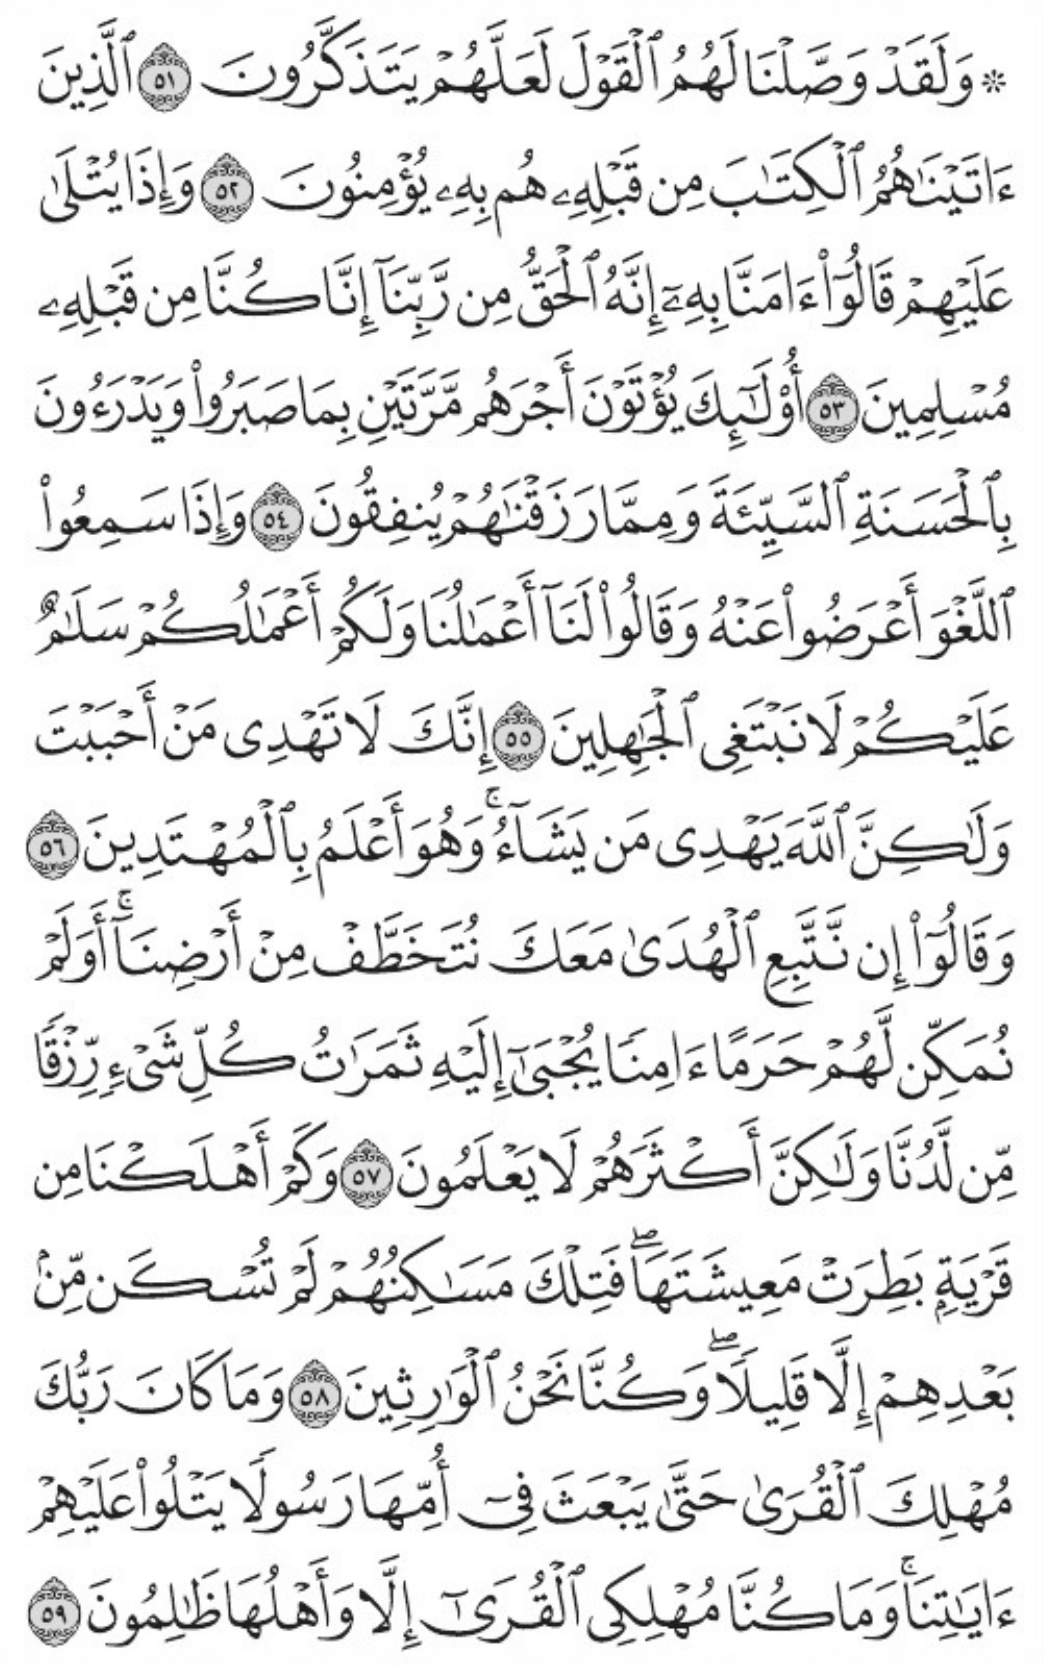 ۞ وَلَقَدْ وَصَّلْنَا لَهُمُ ٱلْقَوْلَ لَعَلَّهُمْ يَتَذَكَّرُونَ ٥١ ٱلَّذِينَ
ءَاتَيْنَٰهُمُ ٱلْكِتَٰبَ مِن قَبْلِهِۦ هُم بِهِۦ يُؤْمِنُونَ ٥٢ وَإِذَا يُتْلَىٰ
عَلَيْهِمْ قَالُوٓا۟ ءَامَنَّا بِهِۦٓ إِنَّهُ ٱلْحَقُّ مِن رَّبِّنَآ إِنَّا كُنَّا مِن قَبْلِهِۦ
مُسْلِمِينَ ٥٣ أُو۟لَٰٓئِكَ يُؤْتَوْنَ أَجْرَهُم مَّرَّتَيْنِ بِمَا صَبَرُوا۟ وَيَدْرَءُونَ
بِٱلْحَسَنَةِ ٱلسَّيِّئَةَ وَمِمَّا رَزَقْنَٰهُمْ يُنفِقُونَ ٥٤ وَإِذَا سَمِعُوا۟
ٱللَّغْوَ أَعْرَضُوا۟ عَنْهُ وَقَالُوا۟ لَنَآ أَعْمَٰلُنَا وَلَكُمْ أَعْمَٰلُكُمْ سَلَٰمٌ
عَلَيْكُمْ لَا نَبْتَغِى ٱلْجَٰهِلِينَ ٥٥ إِنَّكَ لَا تَهْدِى مَنْ أَحْبَبْتَ
وَلَٰكِنَّ ٱللَّهَ يَهْدِى مَن يَشَآءُۚ وَهُوَ أَعْلَمُ بِٱلْمُهْتَدِينَ ٥٦
وَقَالُوٓا۟ إِن نَّتَّبِعِ ٱلْهُدَىٰ مَعَكَ نُتَخَطَّفْ مِنْ أَرْضِنَآۚ أَوَلَمْ
نُمَكِّن لَّهُمْ حَرَمًا ءَامِنًا يُجْبَىٰٓ إِلَيْهِ ثَمَرَٰتُ كُلِّ شَىْءٍ رِّزْقًا
مِّن لَّدُنَّا وَلَٰكِنَّ أَكْثَرَهُمْ لَا يَعْلَمُونَ ٥٧ وَكَمْ أَهْلَكْنَا مِن
قَرْيَةٍۭ بَطِرَتْ مَعِيشَتَهَاۖ فَتِلْكَ مَسَٰكِنُهُمْ لَمْ تُسْكَن مِّنۢ
بَعْدِهِمْ إِلَّا قَلِيلًاۖ وَكُنَّا نَحْنُ ٱلْوَٰرِثِينَ ٥٨ وَمَا كَانَ رَبُّكَ
مُهْلِكَ ٱلْقُرَىٰ حَتَّىٰ يَبْعَثَ فِىٓ أُمِّهَا رَسُولًا يَتْلُوا۟ عَلَيْهِمْ
ءَايَٰتِنَاۚ وَمَا كُنَّا مُهْلِكِى ٱلْقُرَىٰٓ إِلَّا وَأَهْلُهَا ظَٰلِمُونَ ٥٩